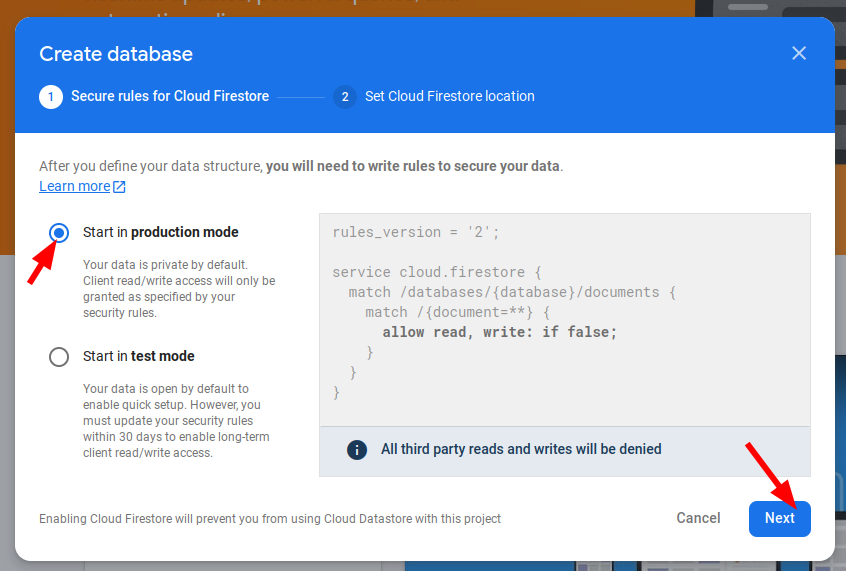 Create database
1 Secure rules for Cloud Firestore 2 Set Cloud Firestore location
After you define your data structure, you will need to write rules to secure your data.
Learn more
Start in production mode
Your data is private by default.
Client read/write access will only be
granted as specified by your
security rules.
Start in test mode
Your data is open by default to
enable quick setup. However, you
must update your security rules
within 30 days to enable long-term
client read/write access.
rules_version = '2';
service cloud.firestore {
match /databases/{database}/documents {
match /{document=**} {
allow read, write: if false;
}
}
}
i All third party reads and writes will be denied
Enabling Cloud Firestore will prevent you from using Cloud Datastore with this project
Cancel
Next